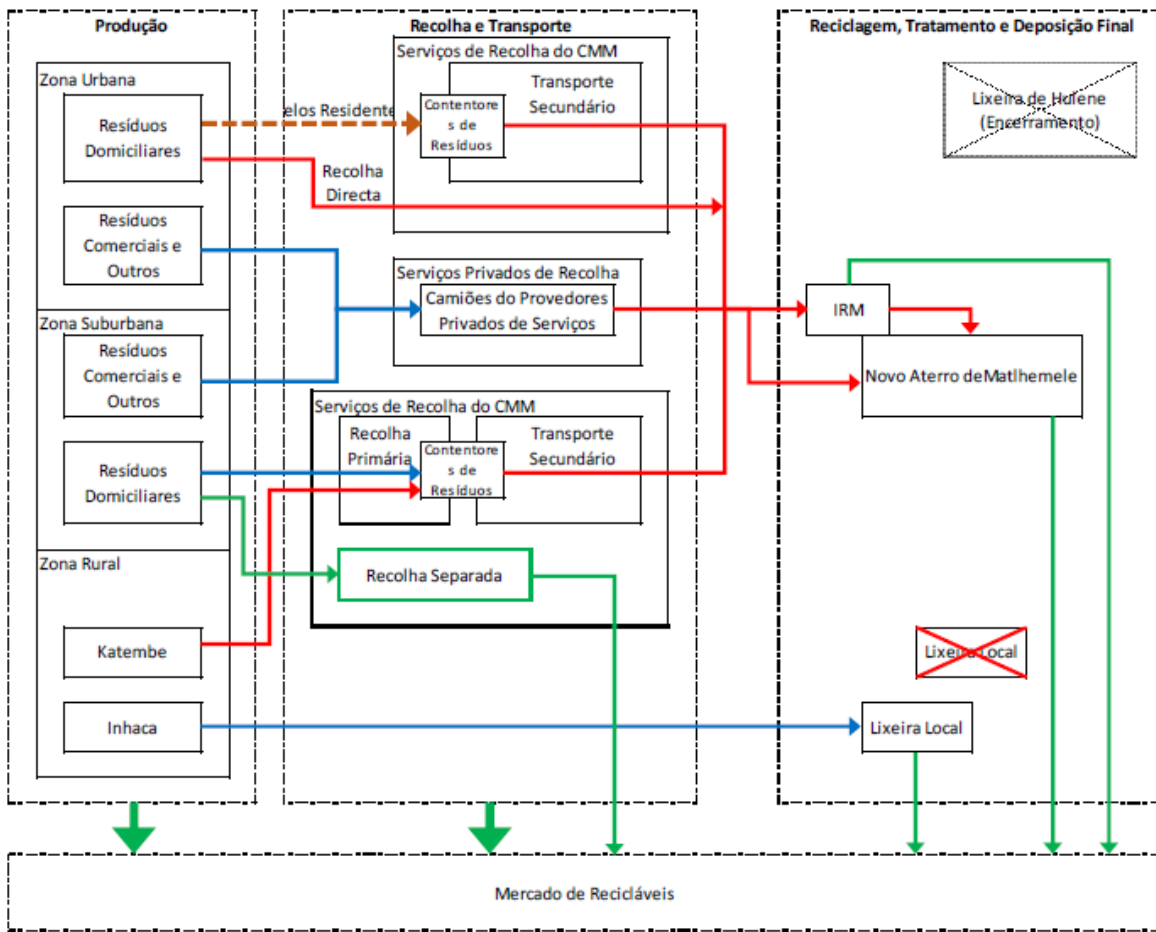 Produção
Zona Urbana
Resíduos
Domiciliares
Resíduos
Comerciais e
Outros
Zona Suburbana
Resíduos
Comerciais e
Outros
Resíduos
Domiciliares
Zona Rural
Katembe
Inhaca
Recolha e Transporte
Serviços de Recolha do CMM
elos Residente
Contentore
s de
Resíduos
Transporte
Secundário
Recolha
Directa
Serviços Privados de Recolha
Camiões do Provedores
Privados de Serviços
Serviços de Recolha do CMM
Recolha
Primária
Contentore
s de
Resíduos
Transporte
Secundário
Recolha Separada
Reciclagem, Tratamento e Deposição Final
Lixeira de Hulene
(Encerramento)
IRM
Novo Aterro deMatlhemele
Lixeira Local
Lixeira Local
Mercado de Recicláveis